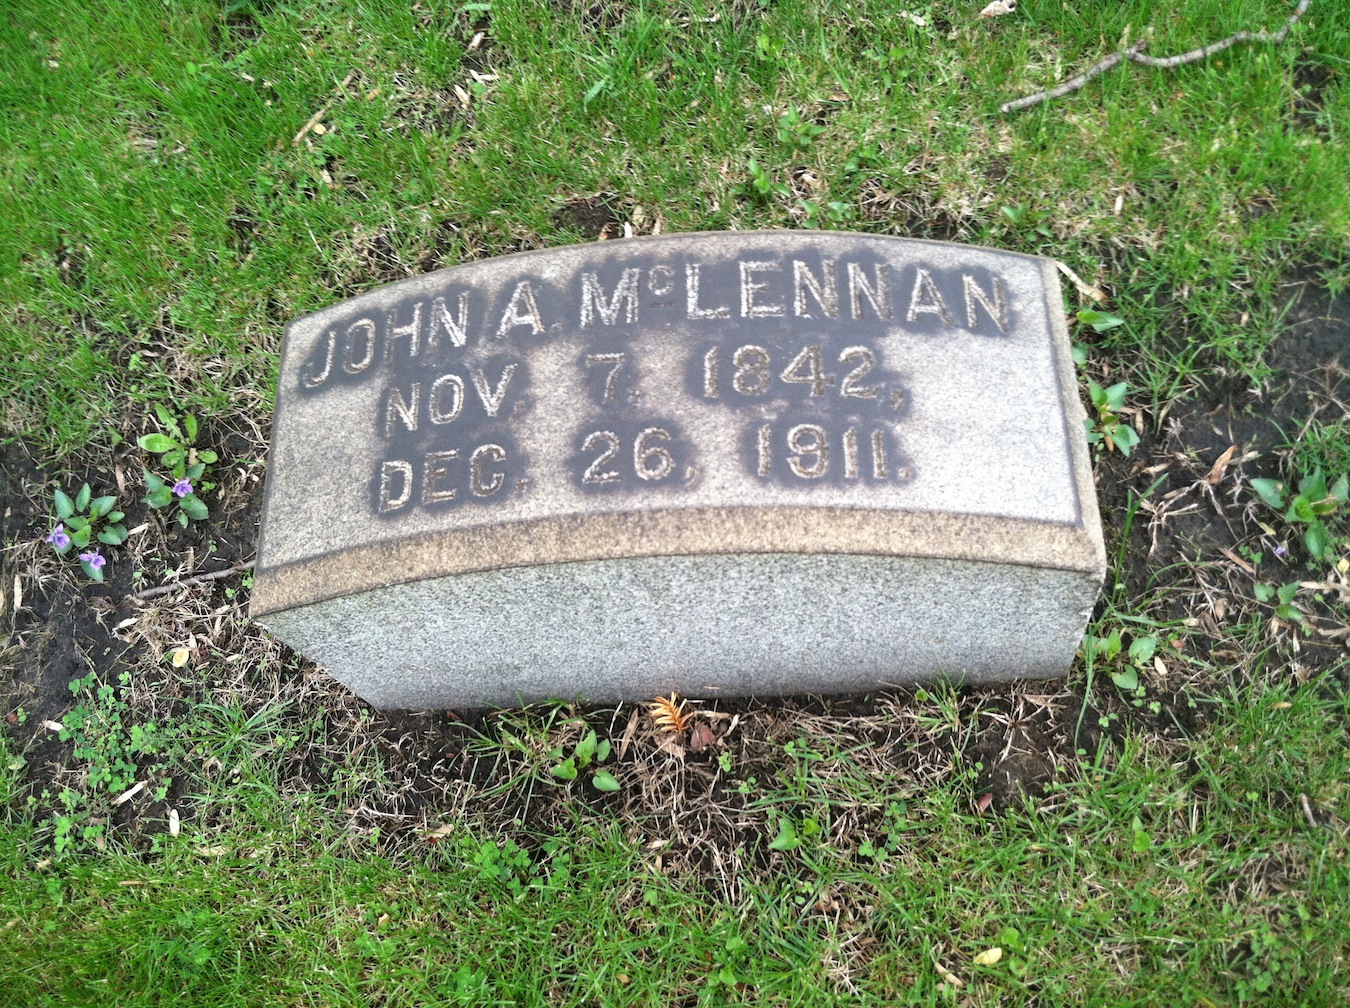 JOHN A. McLENNAN
NOV. 7. 1842,
DEC. 26, 1911.